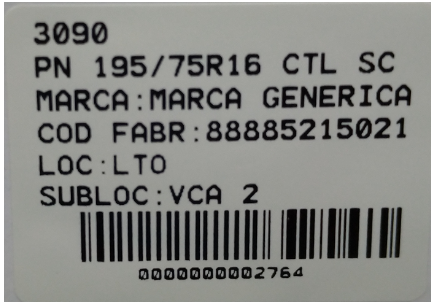 3090
PN 195/75R16 CTL SC
MARCA:MARCA GENERICA
COD FABR:88885215021
LOC:LTO
SUBLOC:VCA 2
0000000002764